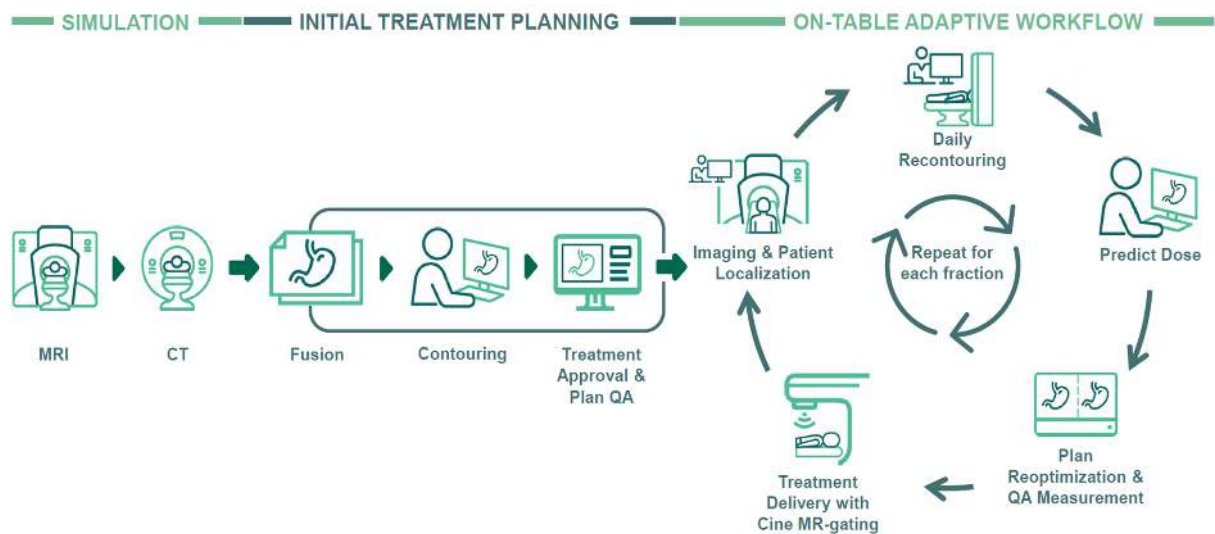 SIMULATION
INITIAL TREATMENT PLANNING
ON-TABLE ADAPTIVE WORKFLOW
MRI
CT
Fusion
Contouring
Treatment
Approval &
Plan QA
Imaging & Patient
Localization
Daily
Recontouring
Predict Dose
Plan
Reoptimization &
QA Measurement
Treatment
Delivery with
Cine MR-gating
Repeat for
each fraction